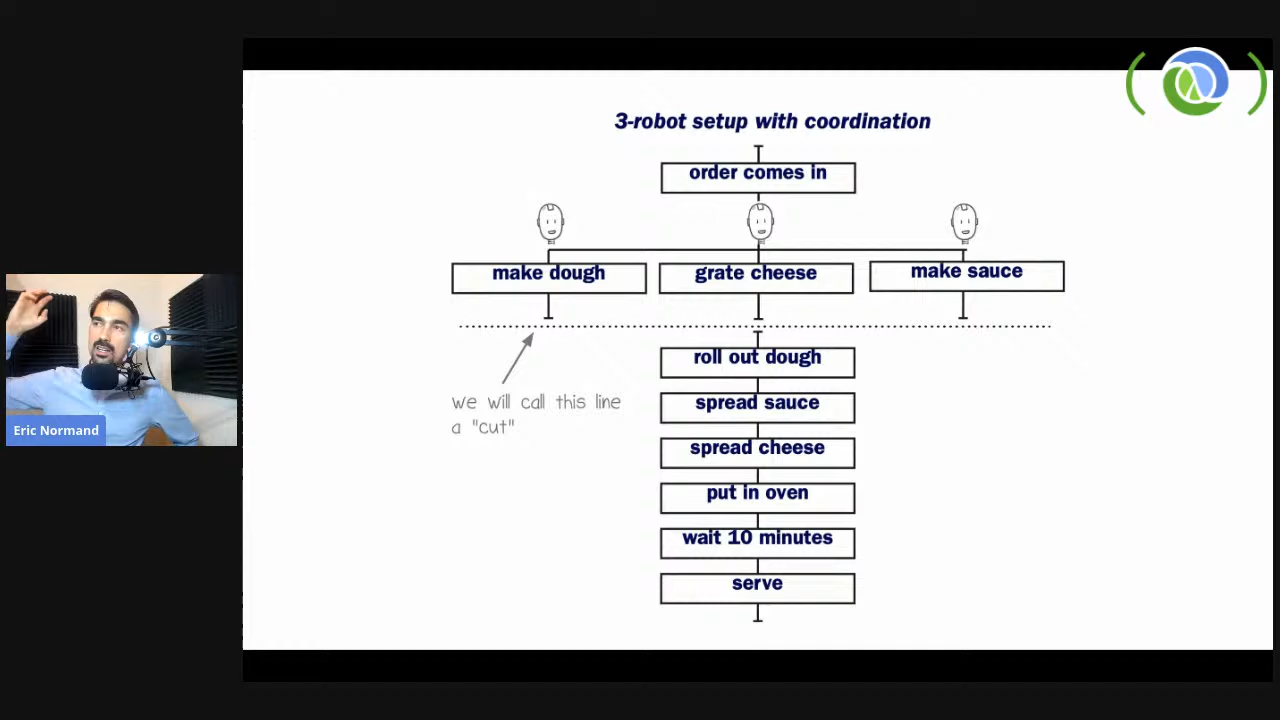 3-robot setup with coordination
order comes in
make dough
grate cheese
make sauce
roll out dough
we will call this line
a "cut"
spread sauce
spread cheese
put in oven
wait 10 minutes
serve
Eric Normand